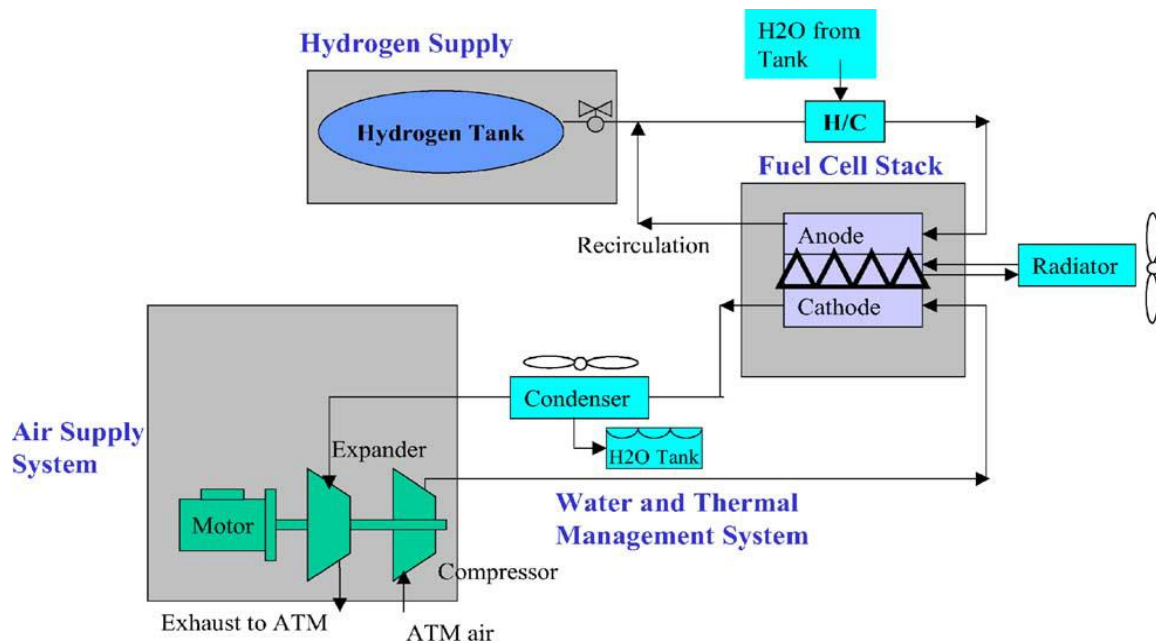 Hydrogen Supply
H2O from
Tank
Hydrogen Tank
H/C
Fuel Cell Stack
Anode
Recirculation
Radiator
Cathode
Condenser
Air Supply
System
Expander
H2O Tank
Water and Thermal
Management System
Motor
Compressor
Exhaust to ATM
ATM air